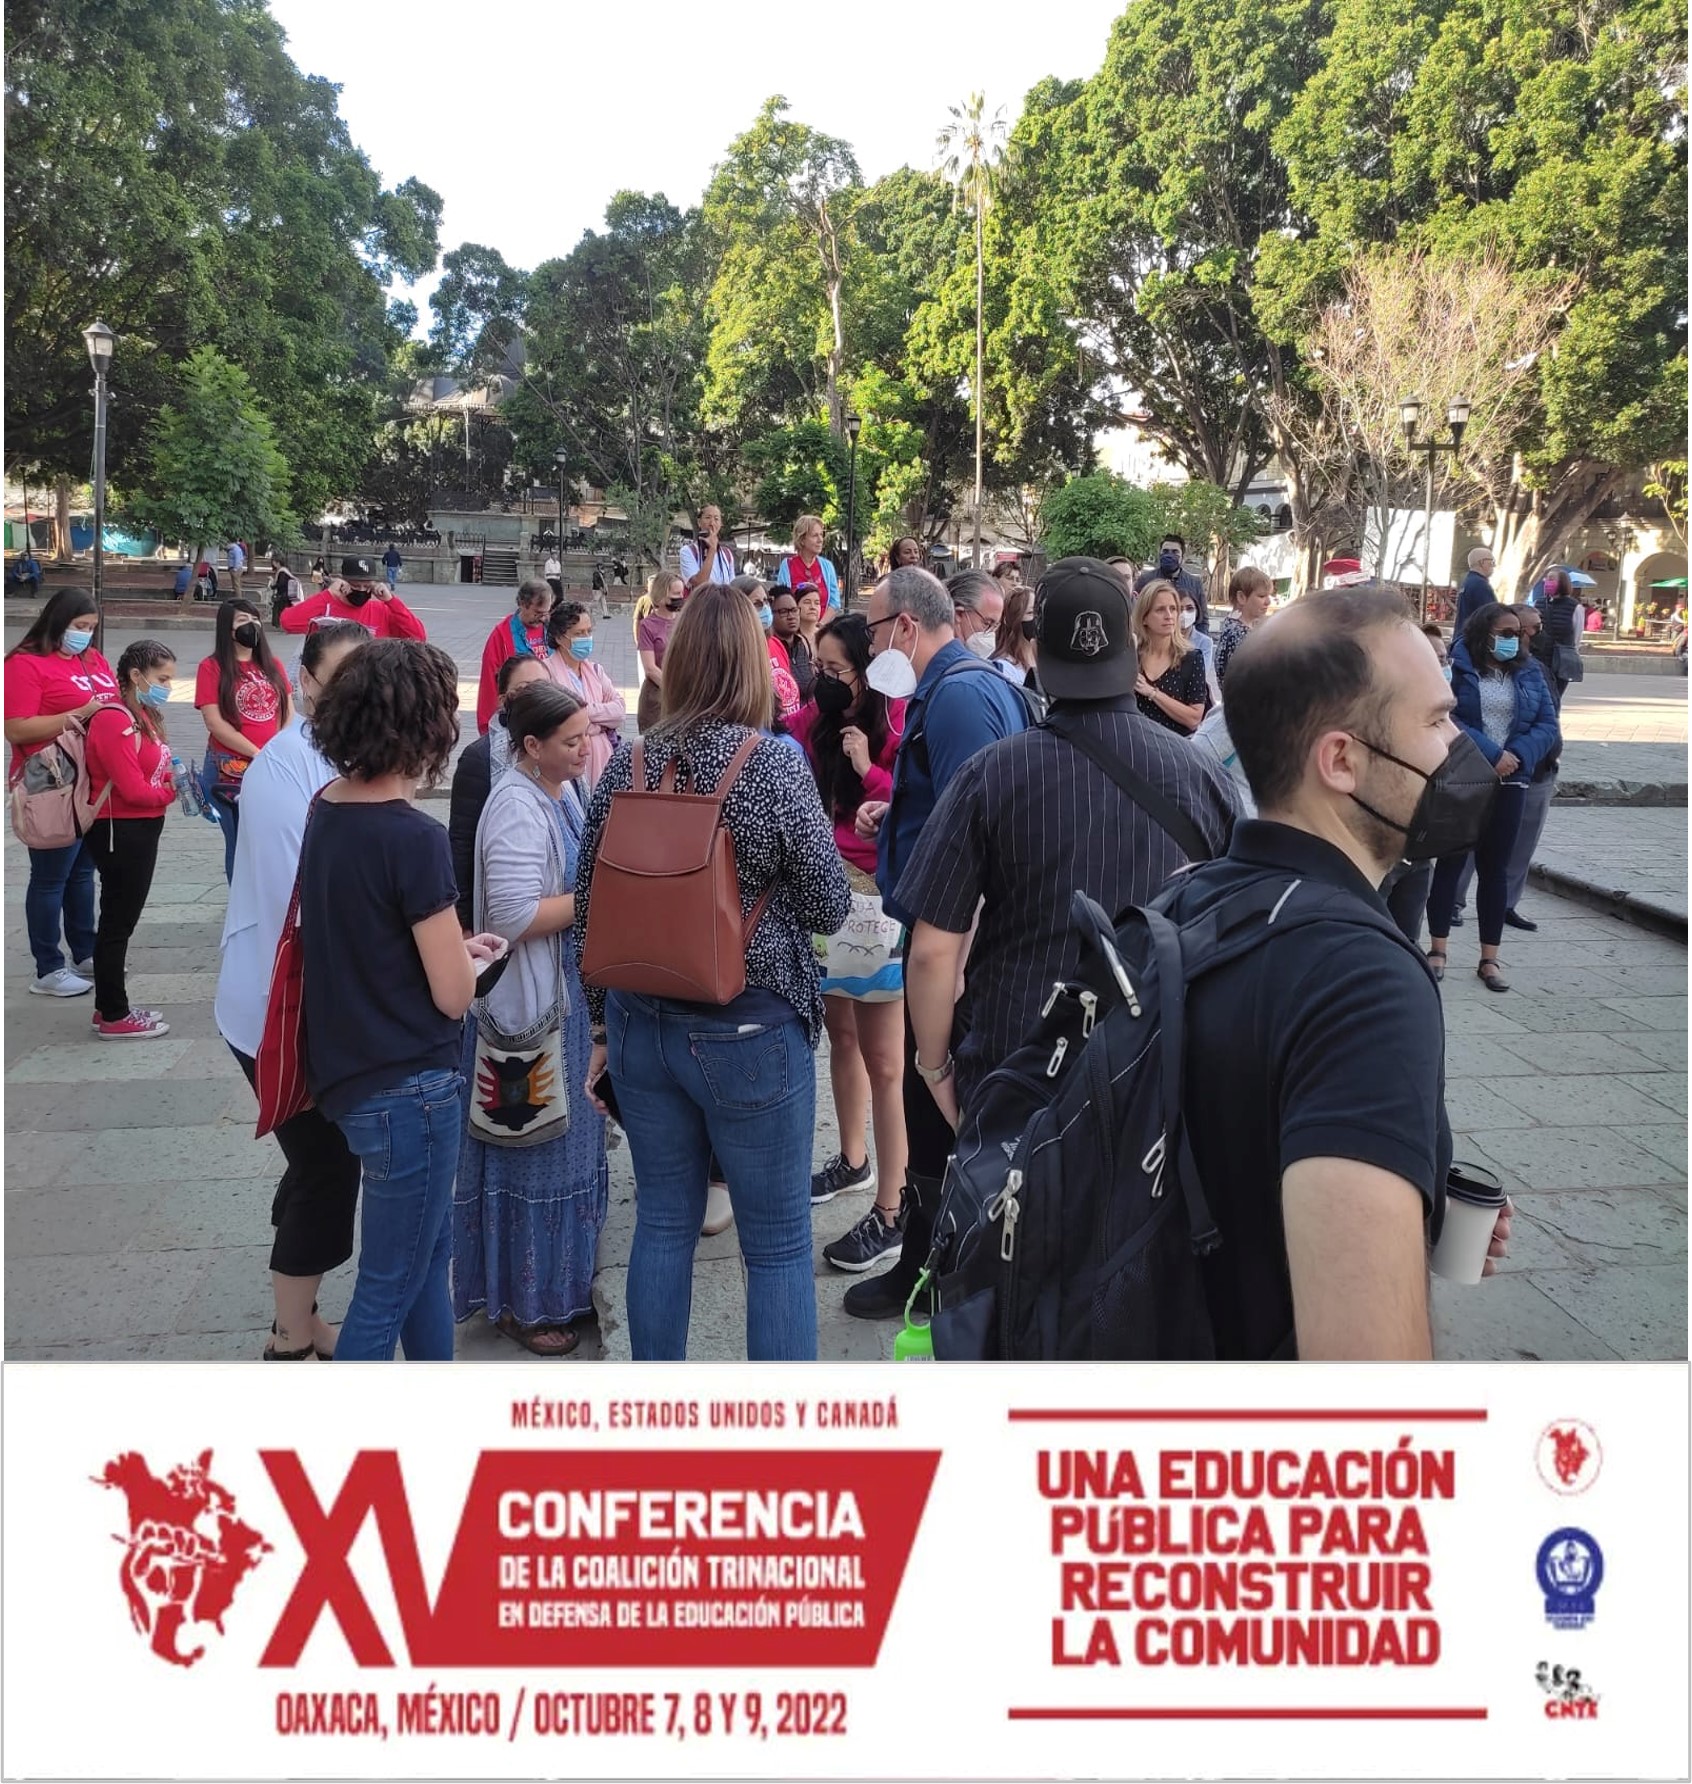 PROTEGE
MÉXICO, ESTADOS UNIDOS Y CANADÁ
XV
CONFERENCIA
DE LA COALICIÓN TRINACIONAL
EN DEFENSA DE LA EDUCACIÓN PÚBLICA
OAXACA, MÉXICO / OCTUBRE 7, 8 Y 9, 2022
UNA EDUCACIÓN
PÚBLICA PARA
RECONSTRUIR
LA COMUNIDAD
CNTE